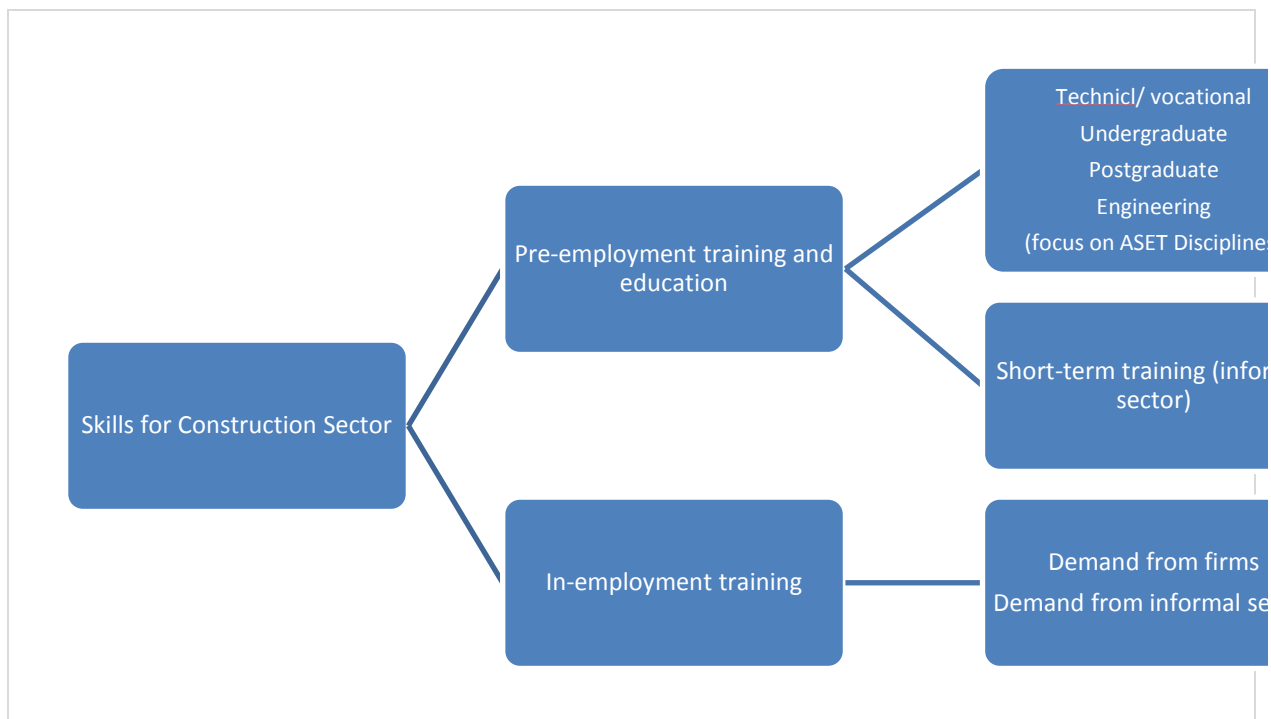 Technicl/ vocational
Undergraduate
Postgraduate
Engineering
(focus on ASET Disciplines
Pre-employment training and
education
Short-term training (infor
sector)
Skills for Construction Sector
In-employment training
Demand from firms
Demand from informal se